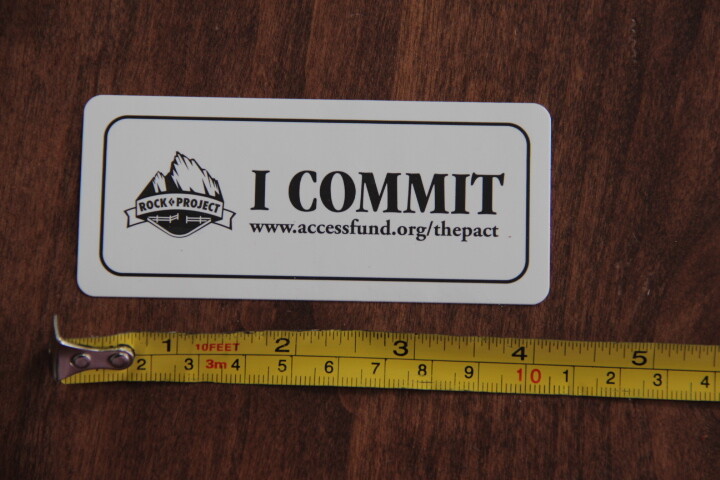 I COMMIT
ROCK PROJECT
www.accessfund.org/thepact
1 10FEET 2 3 4 5
2 3 3m 4 5 6 7 8 9 10 1 2 3 4